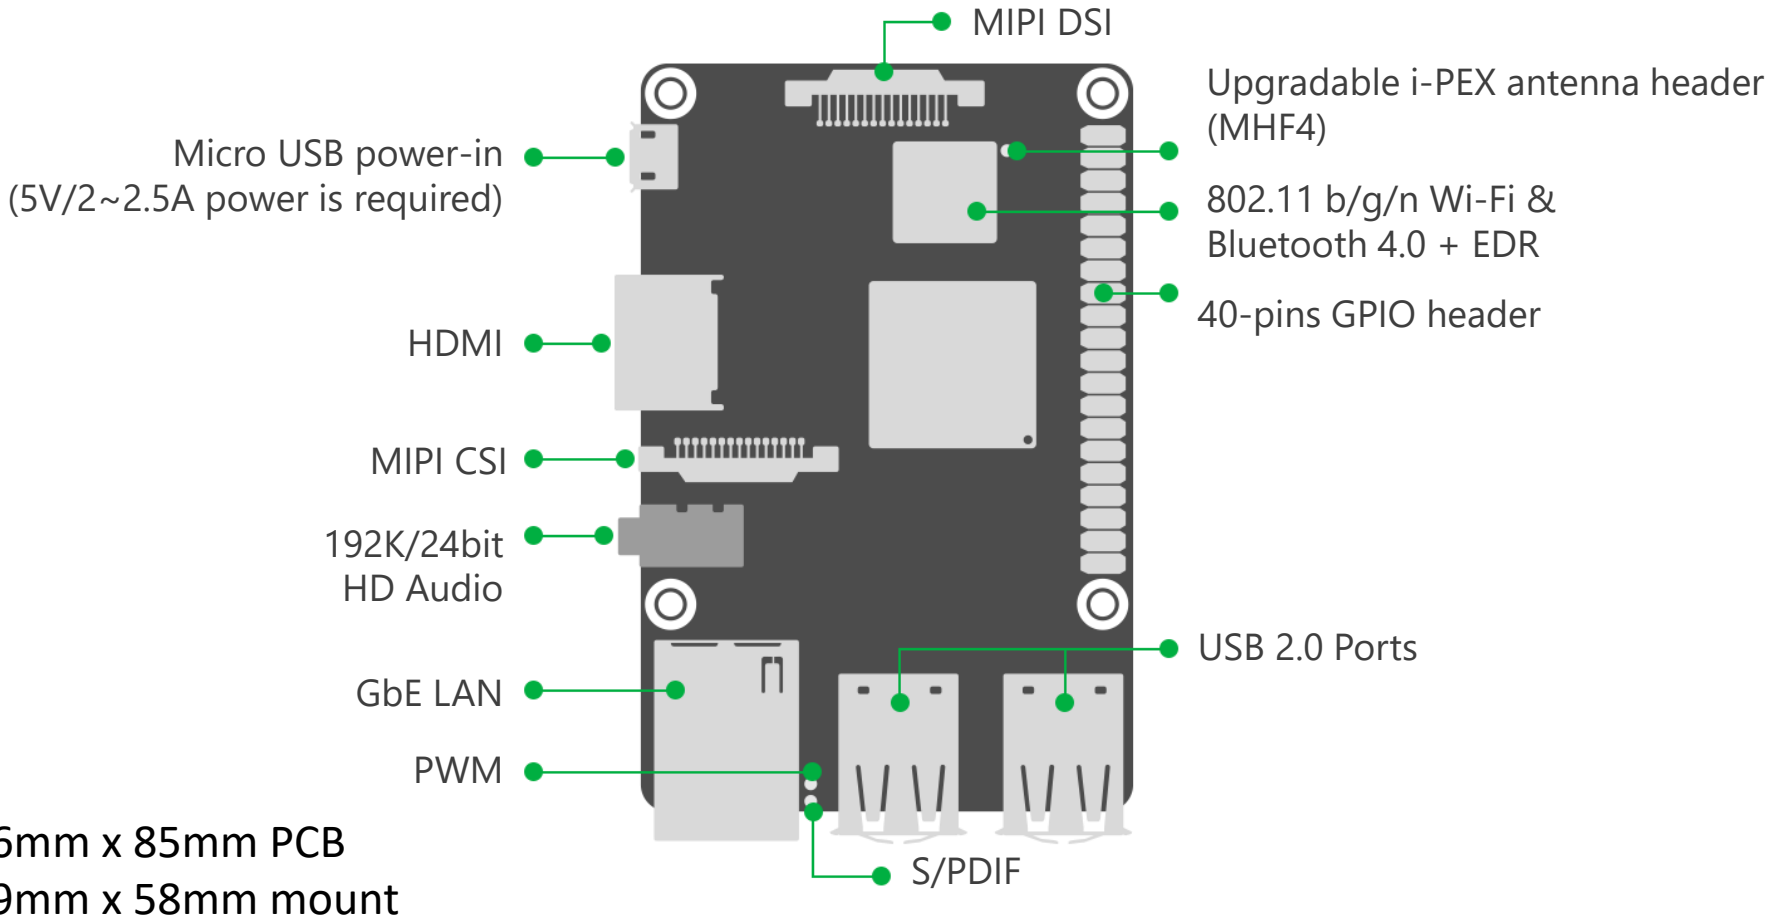 MIPI DSI
Upgradable i-PEX antenna header
(MHF4)
Micro USB power-in
(5V/2~2.5A power is required)
802.11 b/g/n Wi-Fi &
Bluetooth 4.0 + EDR
40-pins GPIO header
HDMI
MIPI CSI
192K/24bit
HD Audio
USB 2.0 Ports
GbE LAN
PWM
S/PDIF
6mm x 85mm PCB
9mm x 58mm mount